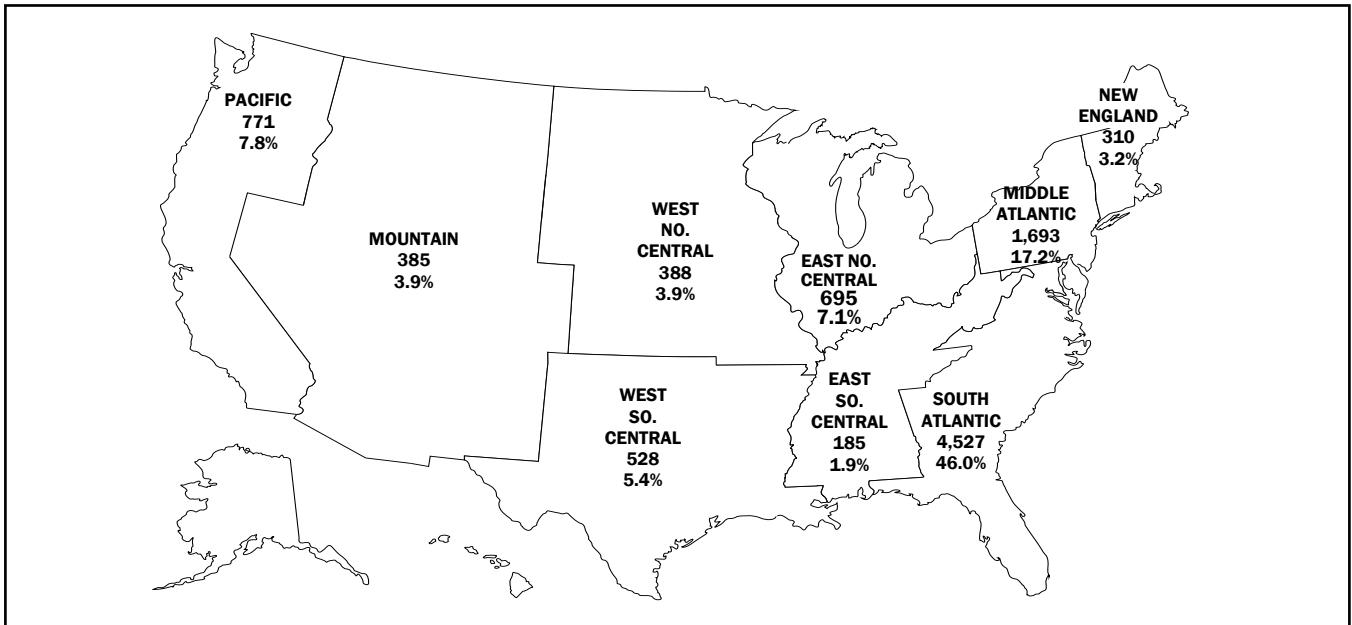 PACIFIC
771
7.8%
MOUNTAIN
385
3.9%
WEST
NO.
CENTRAL
388
3.9%
EAST NO.
CENTRAL
695
7.1%
NEW
ENGLAND
310
3.2%
MIDDLE
ATLANTIC
1,693
17.2%
WEST
SO.
CENTRAL
528
5.4%
EAST
SO.
CENTRAL
185
1.9%
SOUTH
ATLANTIC
4,527
46.0%